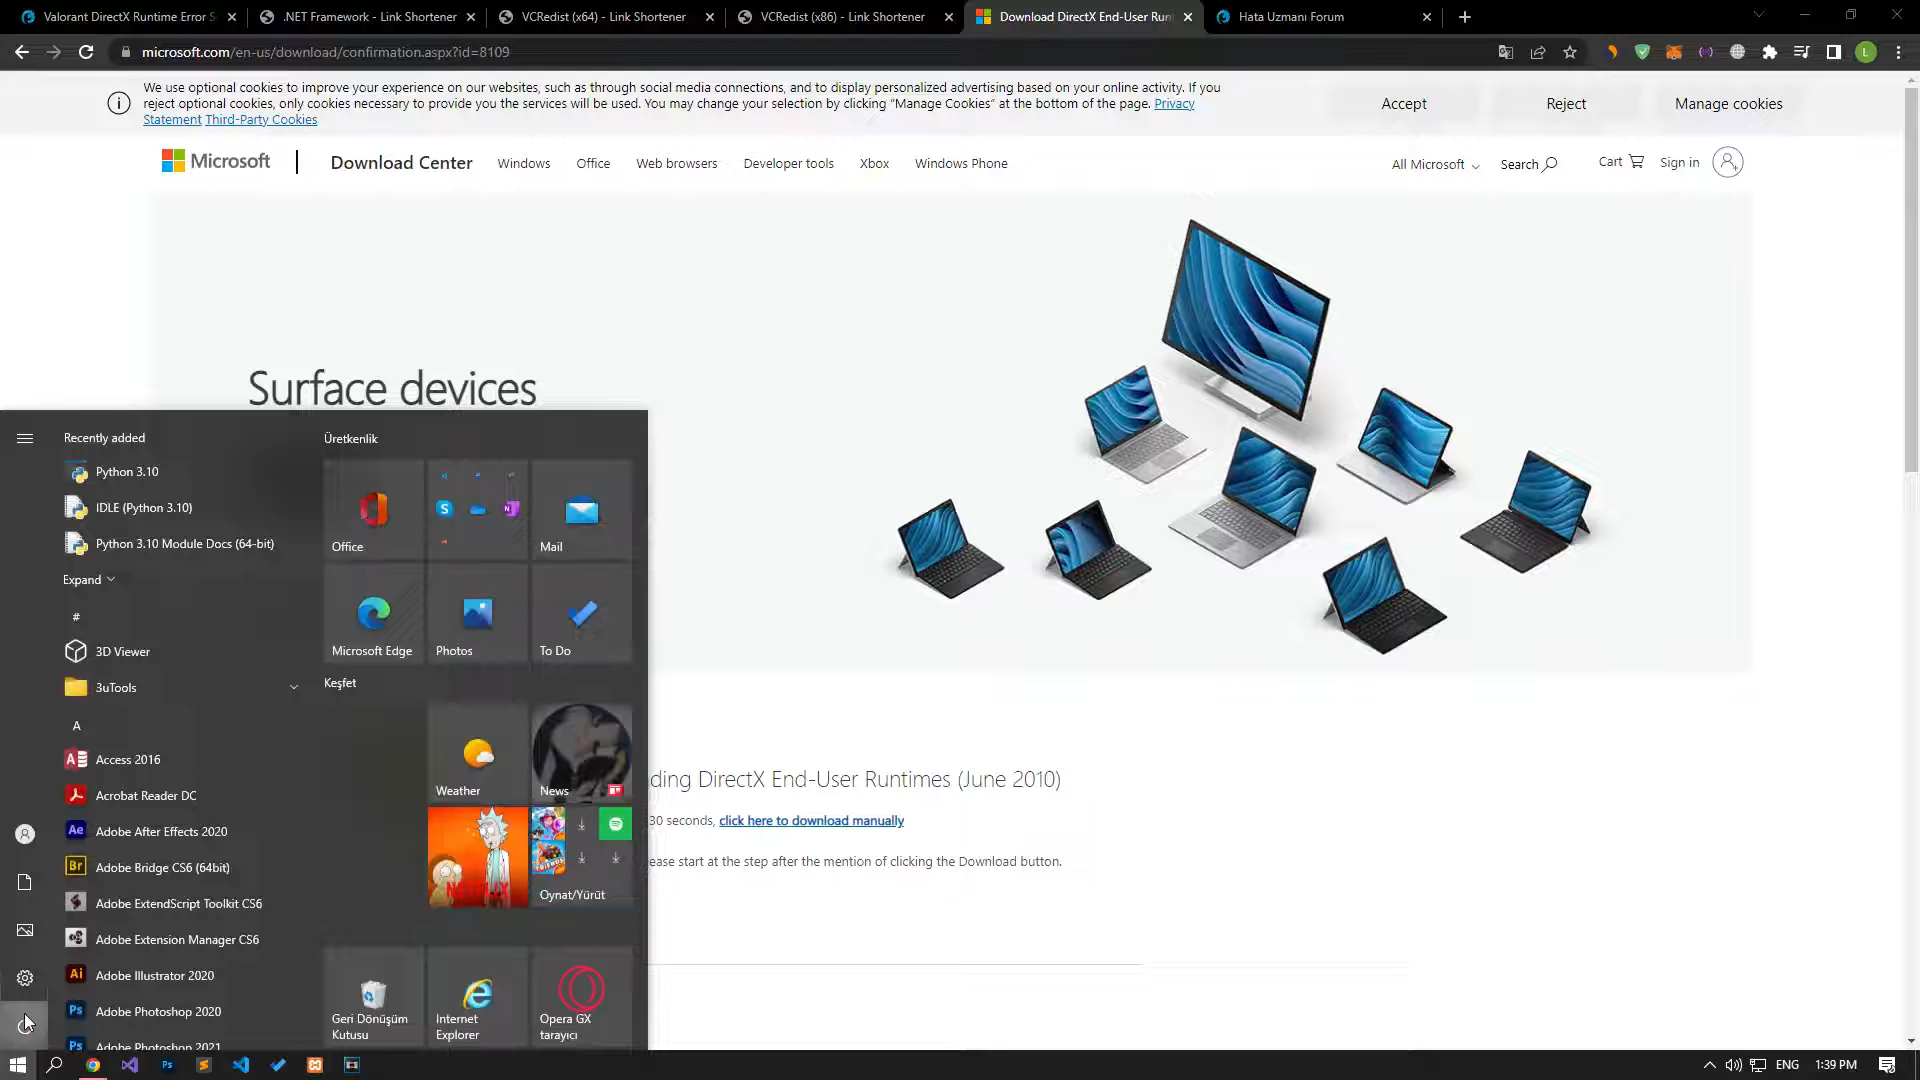 Valorant DirectX Runtime Error S
.NET Framework - Link Shortener
VCRedist (x64) - Link Shortener
VCRedist (x86) - Link Shortener
Download DirectX End-User Run
Hata Uzmanı Forum
microsoft.com/en-us/download/confirmation.aspx?id=8109
L
We use optional cookies to improve your experience on our websites, such as through social media connections, and to display personalized advertising based on your online activity. If you
reject optional cookies, only cookies necessary to provide you the services will be used. You may change your selection by clicking “Manage Cookies” at the bottom of the page. Privacy
Statement Third-Party Cookies
Accept
Reject
Manage cookies
Microsoft
Download Center
Windows
Office
Web browsers
Developer tools
Xbox
Windows Phone
All Microsoft
Search
Cart
Sign in
Surface devices
Recently added
Python 3.10
IDLE (Python 3.10)
Python 3.10 Module Docs (64-bit)
Expand
#
3D Viewer
3uTools
A
Access 2016
Acrobat Reader DC
Adobe After Effects 2020
Adobe Bridge CS6 (64bit)
Adobe ExtendScript Toolkit CS6
Adobe Extension Manager CS6
Adobe Illustrator 2020
Adobe Photoshop 2020
Adobe Photoshop 2021
Üretkenlik
Office
Mail
Microsoft Edge
Photos
To Do
Keşfet
Weather
News
NETFLIX
Oynat/Yürüt
Geri Dönüşüm
Kutusu
Internet
Explorer
Opera GX
tarayıcı
ding DirectX End-User Runtimes (June 2010)
30 seconds, click here to download manually
ease start at the step after the mention of clicking the Download button.
ENG
1:39 PM